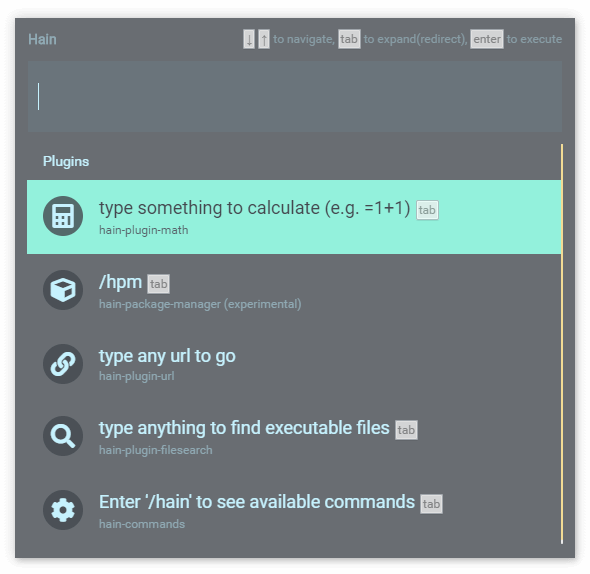 Hain ↓ ↑ to navigate, tab to expand(redirect), enter to execute
Plugins
type something to calculate (e.g. =1+1) tab
hain-plugin-math
/hpm tab
hain-package-manager (experimental)
type any url to go
hain-plugin-url
type anything to find executable files tab
hain-plugin-filesearch
Enter '/hain' to see available commands tab
hain-commands